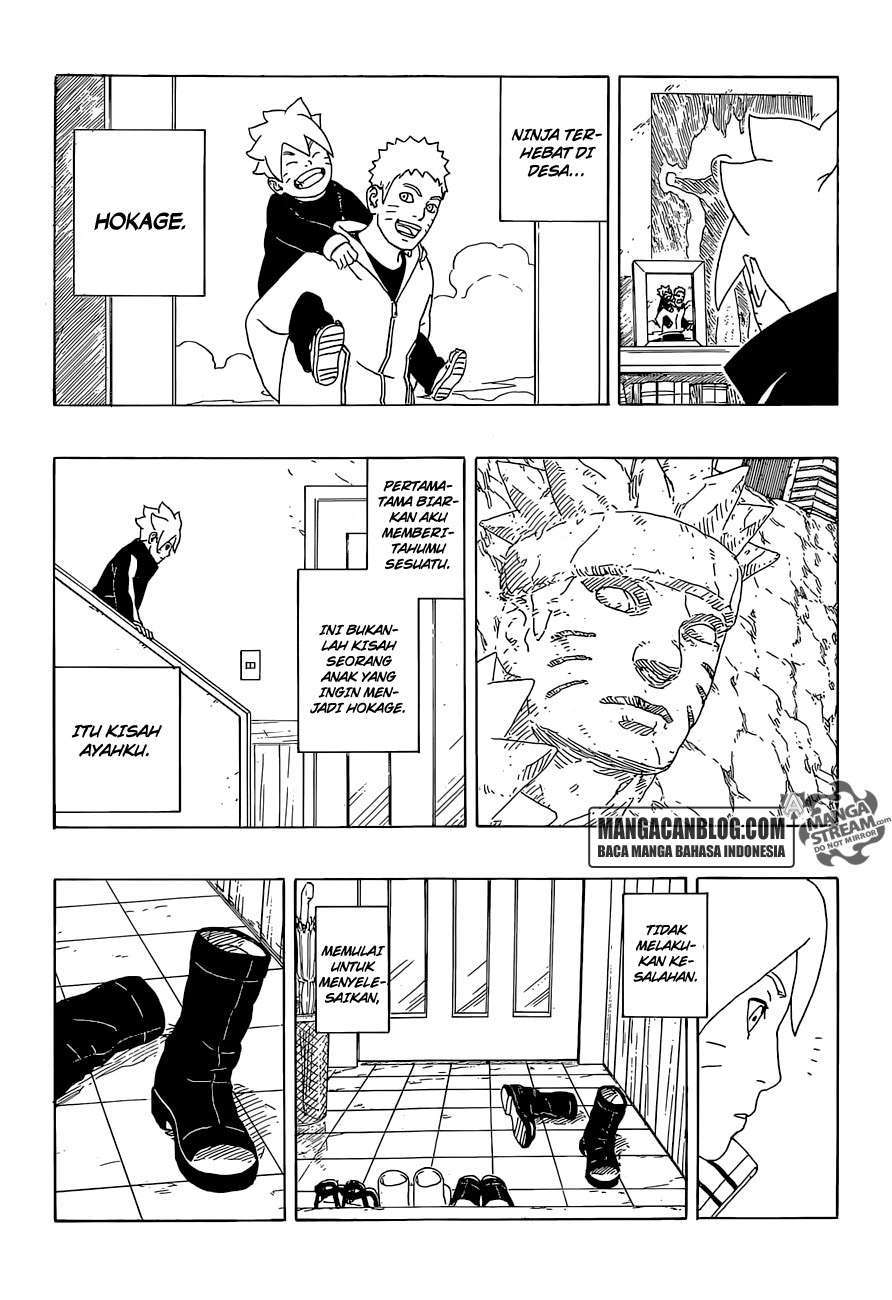 NINJA TER-
HEBAT DI
DESA...
HOKAGE.
PERTAMA-
TAMA BIAR-
KAN AKU
MEMBERI-
TAHUMU
SESUATU.
INI BUKAN-
LAH KISAH
SEORANG
ANAK YANG
INGIN MEN-
JADI HOKAGE.
ITU KISAH
AYAHKU.
MANGACANBLOG.COM
BACA MANGA BAHASA INDONESIA
MANGA
STREAM.com
DO NOT MIRROR
TIDAK
MELAKU-
KAN KE-
SALAHAN.
MEMULAI
UNTUK
MENYELE-
SAIKAN,